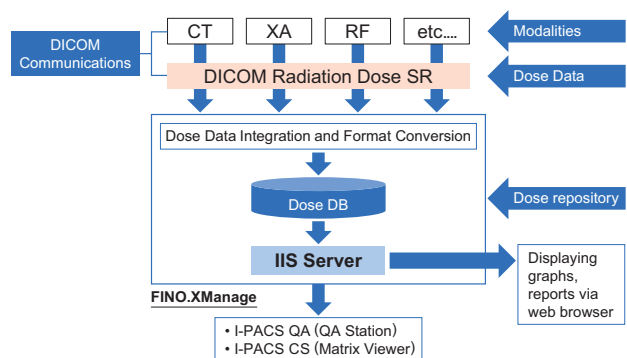 DICOM
Communications
CT
XA
RF
etc....
Modalities
DICOM Radiation Dose SR
Dose Data
Dose Data Integration and Format Conversion
Dose DB
Dose repository
IIS Server
Displaying
graphs,
reports via
web browser
FINO.XManage
• I-PACS QA (QA Station)
• I-PACS CS (Matrix Viewer)